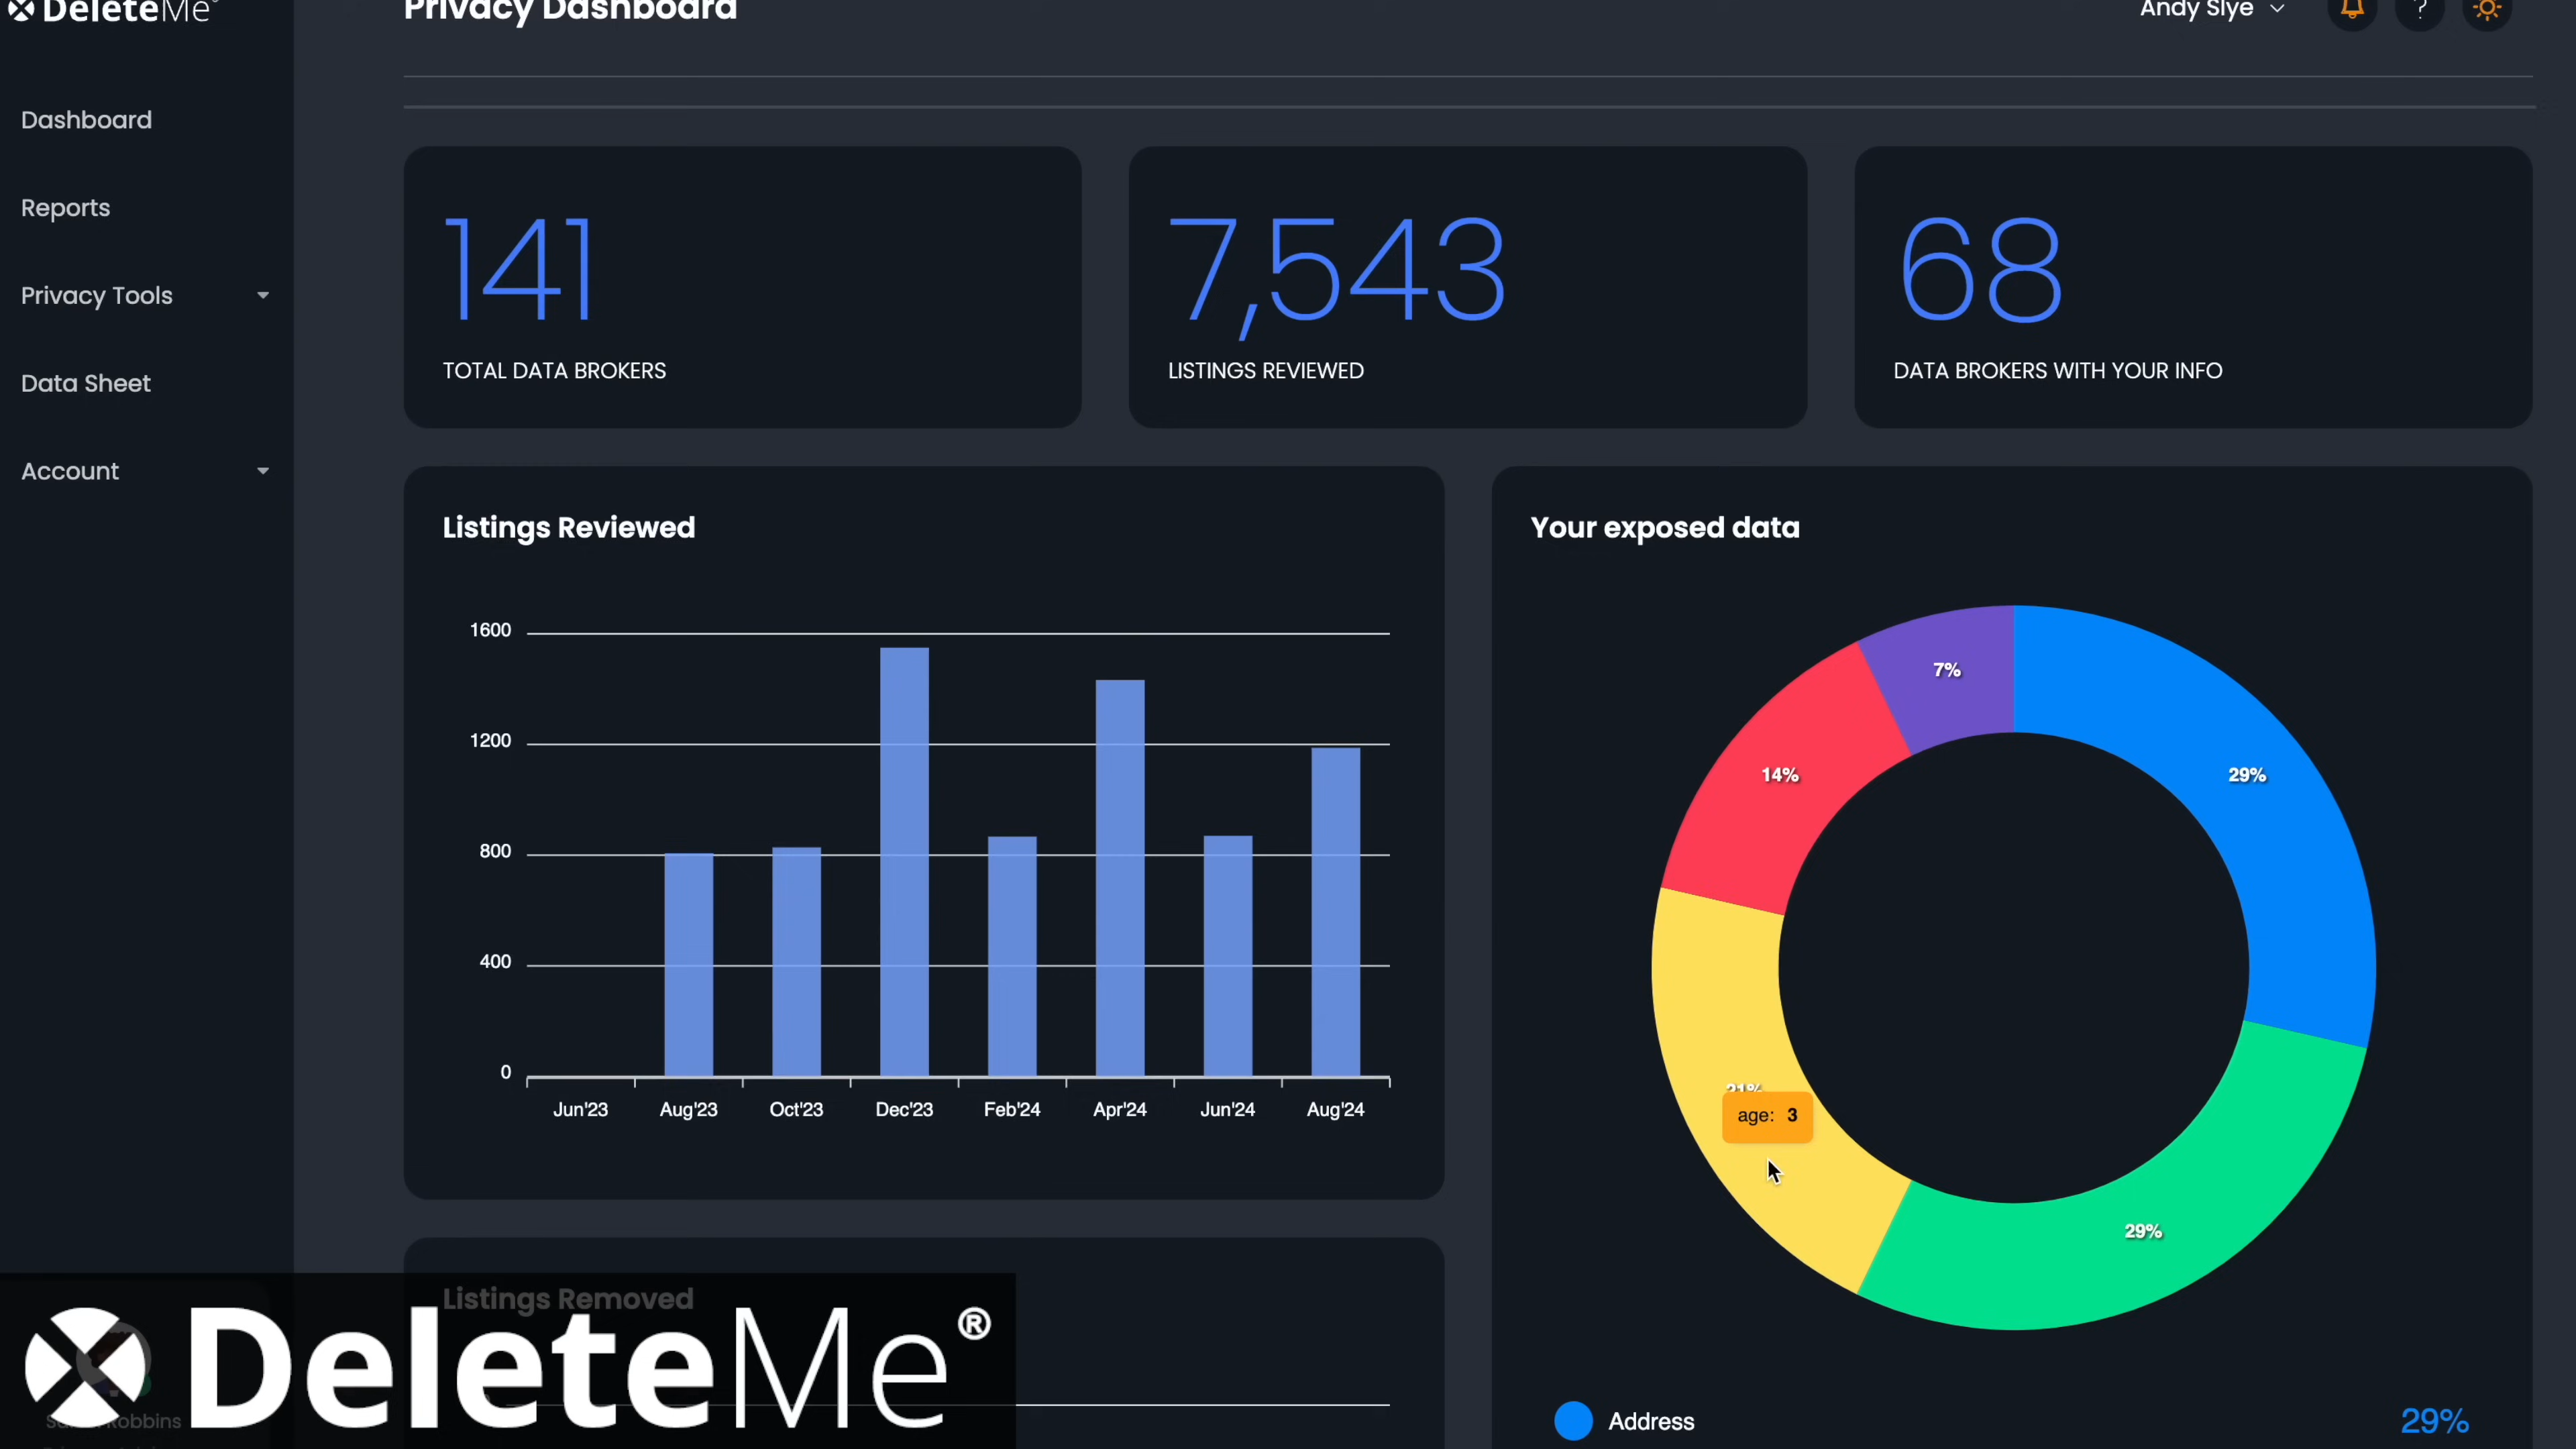 DeleteMe®
Privacy Dashboard
Andy Slye
?
Dashboard
Reports
Privacy Tools
Data Sheet
Account
141
TOTAL DATA BROKERS
7,543
LISTINGS REVIEWED
68
DATA BROKERS WITH YOUR INFO
Listings Reviewed
1600
1200
800
400
0
Jun'23 Aug'23 Oct'23 Dec'23 Feb'24 Apr'24 Jun'24 Aug'24
Your exposed data
7%
29%
14%
21%
age: 3
29%
Address 29%
Listings Removed
DeleteMe®
Robbins